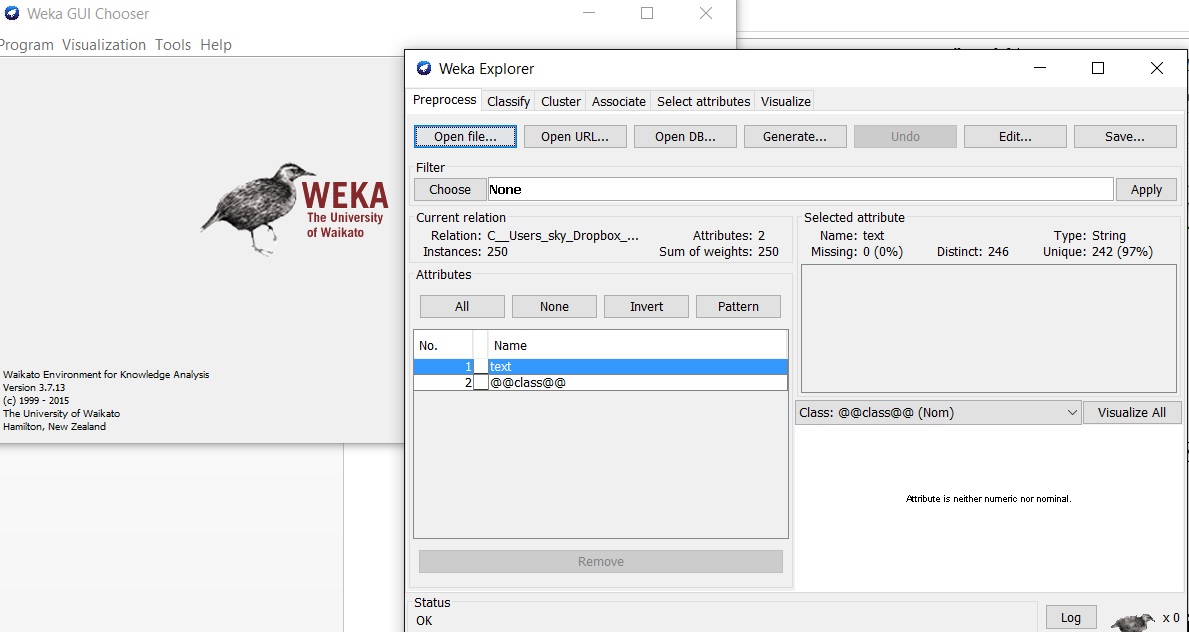 Weka GUI Chooser
Program Visualization Tools Help
WEKA
The University
of Waikato
Waikato Environment for Knowledge Analysis
Version 3.7.13
(c) 1999 - 2015
The University of Waikato
Hamilton, New Zealand
Weka Explorer
Preprocess Classify Cluster Associate Select attributes Visualize
Open file... Open URL... Open DB... Generate... Undo Edit... Save...
Filter
Choose None Apply
Current relation
Relation: C__Users_sky_Dropbox_... Attributes: 2
Instances: 250 Sum of weights: 250
Attributes
All None Invert Pattern
No. Name
1 text
2 @@class@@
Remove
Selected attribute
Name: text Type: String
Missing: 0 (0%) Distinct: 246 Unique: 242 (97%)
Class: @@class@@ (Nom) Visualize All
Attribute is neither numeric nor nominal.
Status
OK
Log x 0